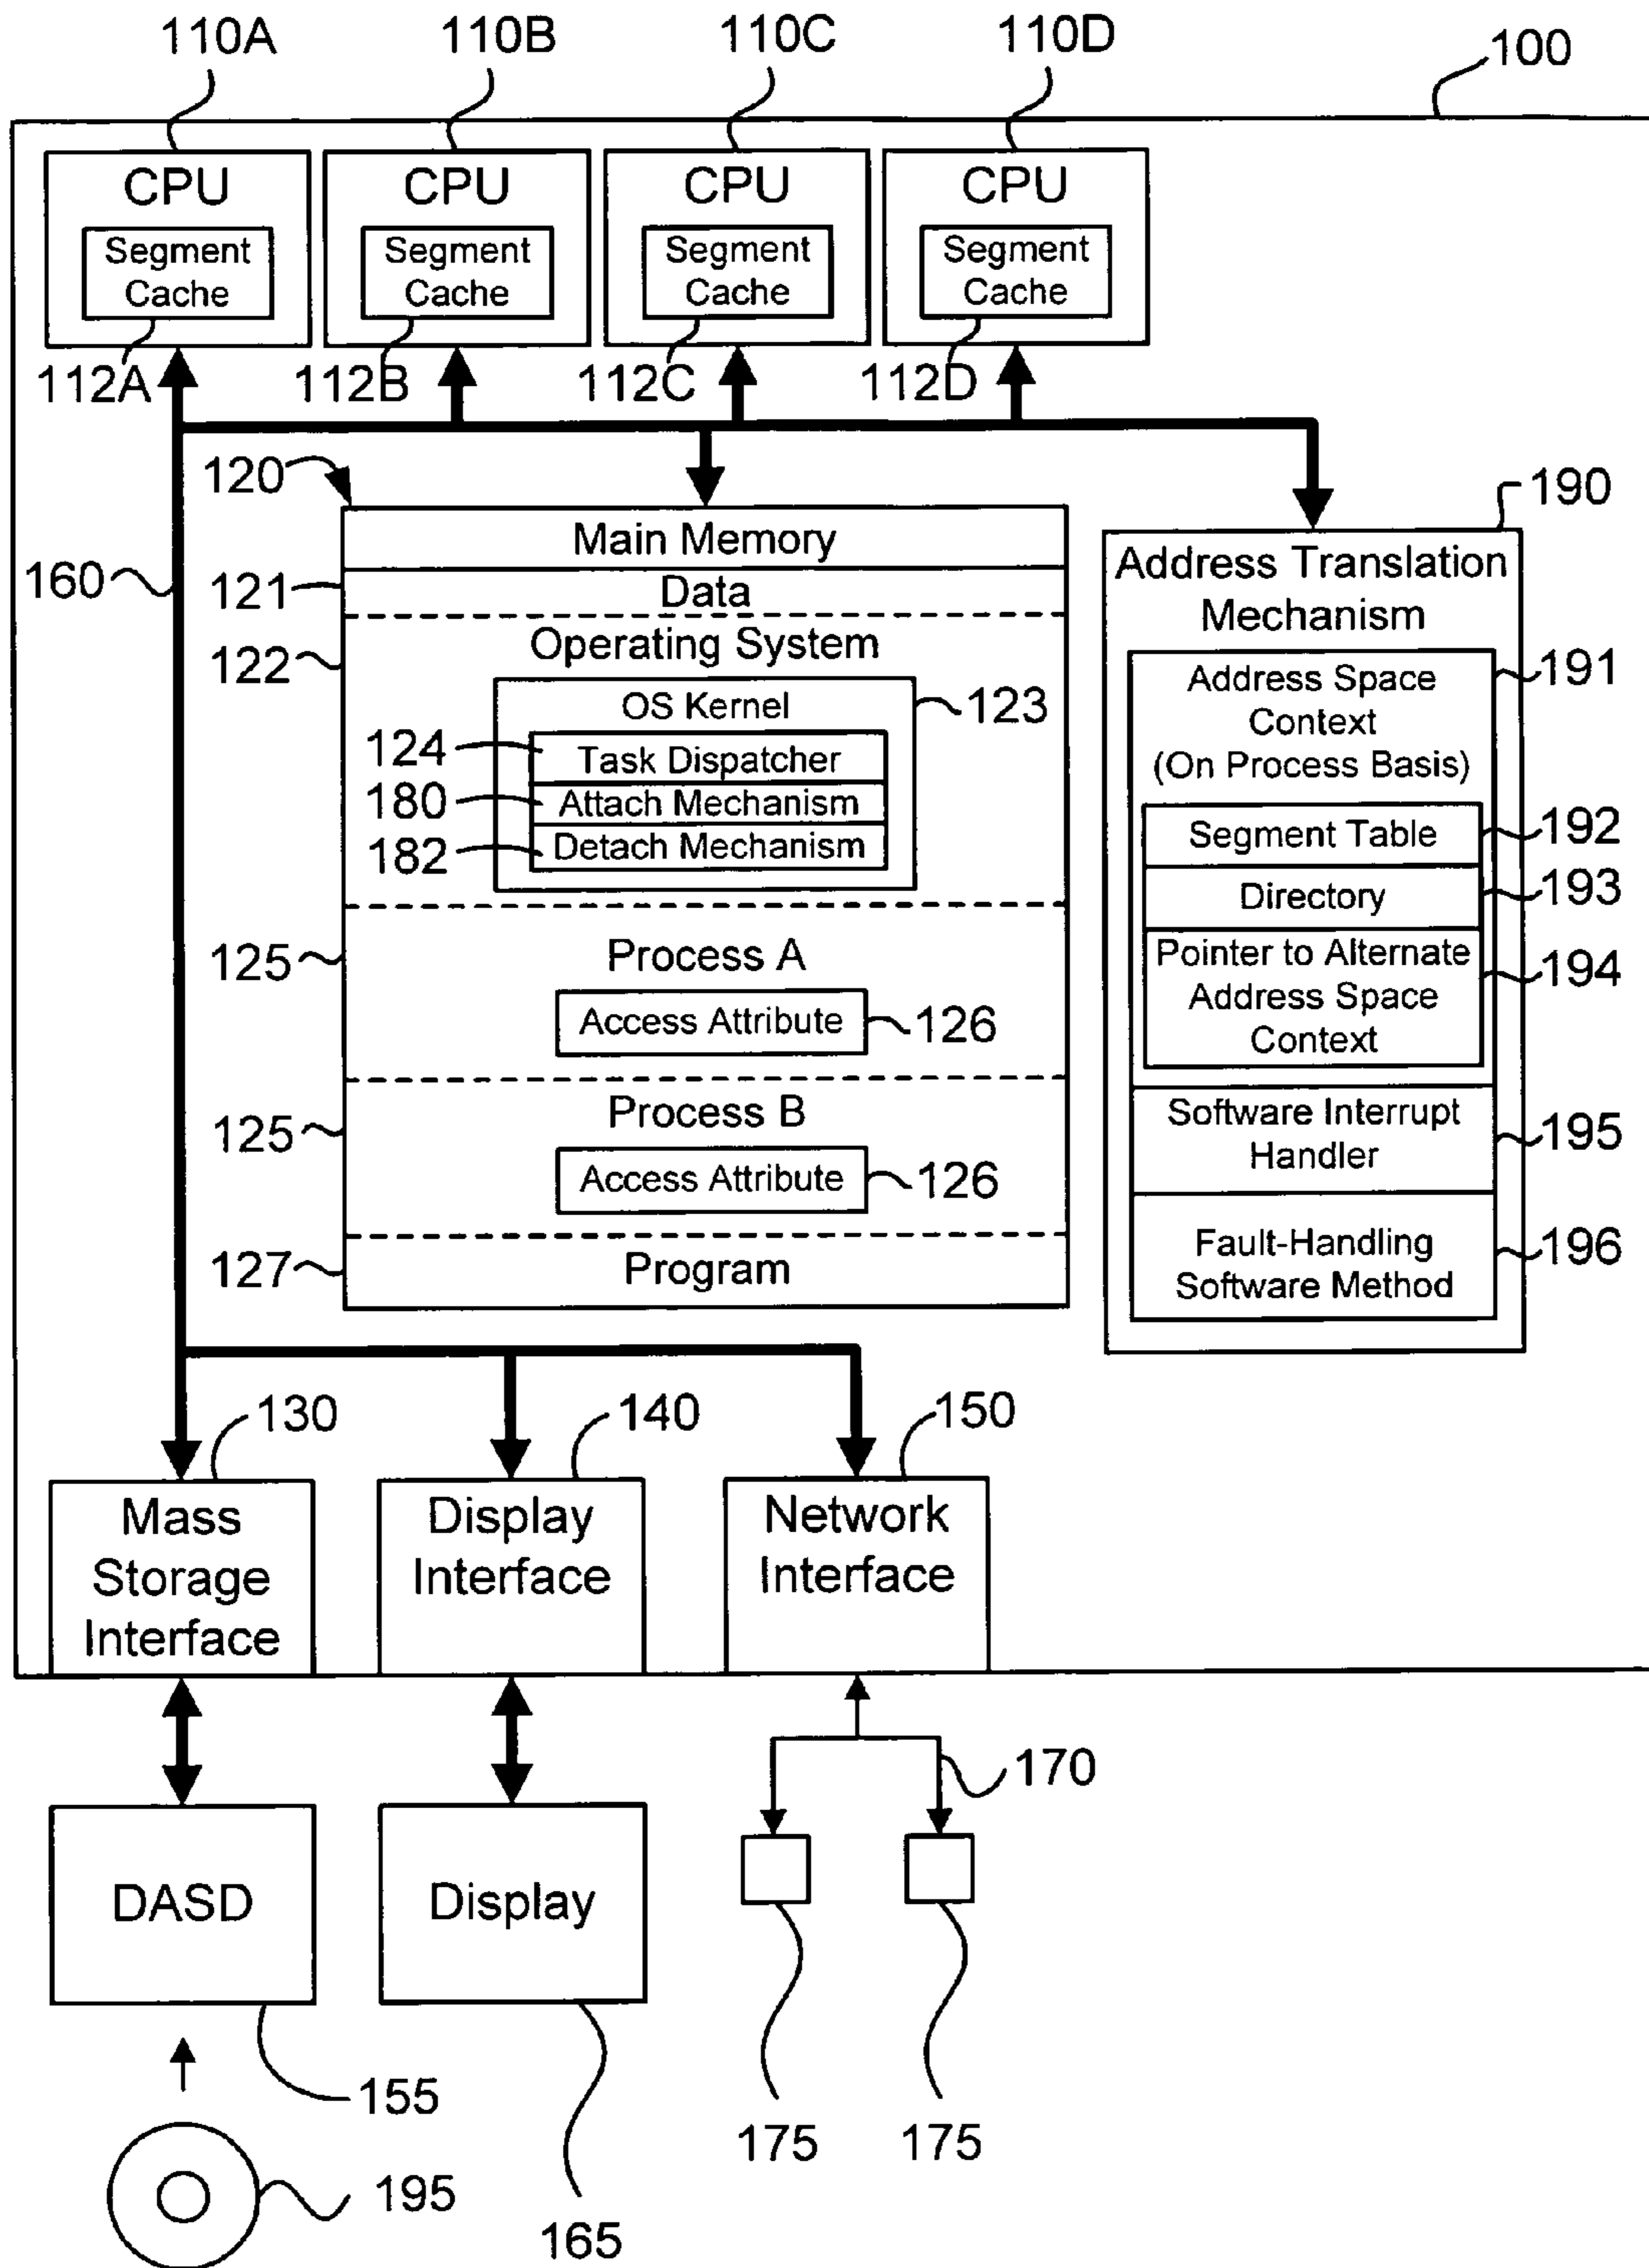 110A 110B 110C 110D 100
CPU CPU CPU CPU
Segment Segment Segment Segment
Cache Cache Cache Cache
112A 112B 112C 112D
120
160
Main Memory
121
Data
122
Operating System
OS Kernel
123
124
Task Dispatcher
180
Attach Mechanism
182
Detach Mechanism
125
Process A
Access Attribute
126
125
Process B
Access Attribute
126
127
Program
190
Address Translation
Mechanism
191
Address Space
Context
(On Process Basis)
Segment Table
192
Directory
193
Pointer to Alternate
Address Space
Context
194
Software Interrupt
Handler
195
Fault-Handling
Software Method
196
130
140
150
Mass
Storage
Interface
Display
Interface
Network
Interface
170
DASD
Display
155
165
175
175
195